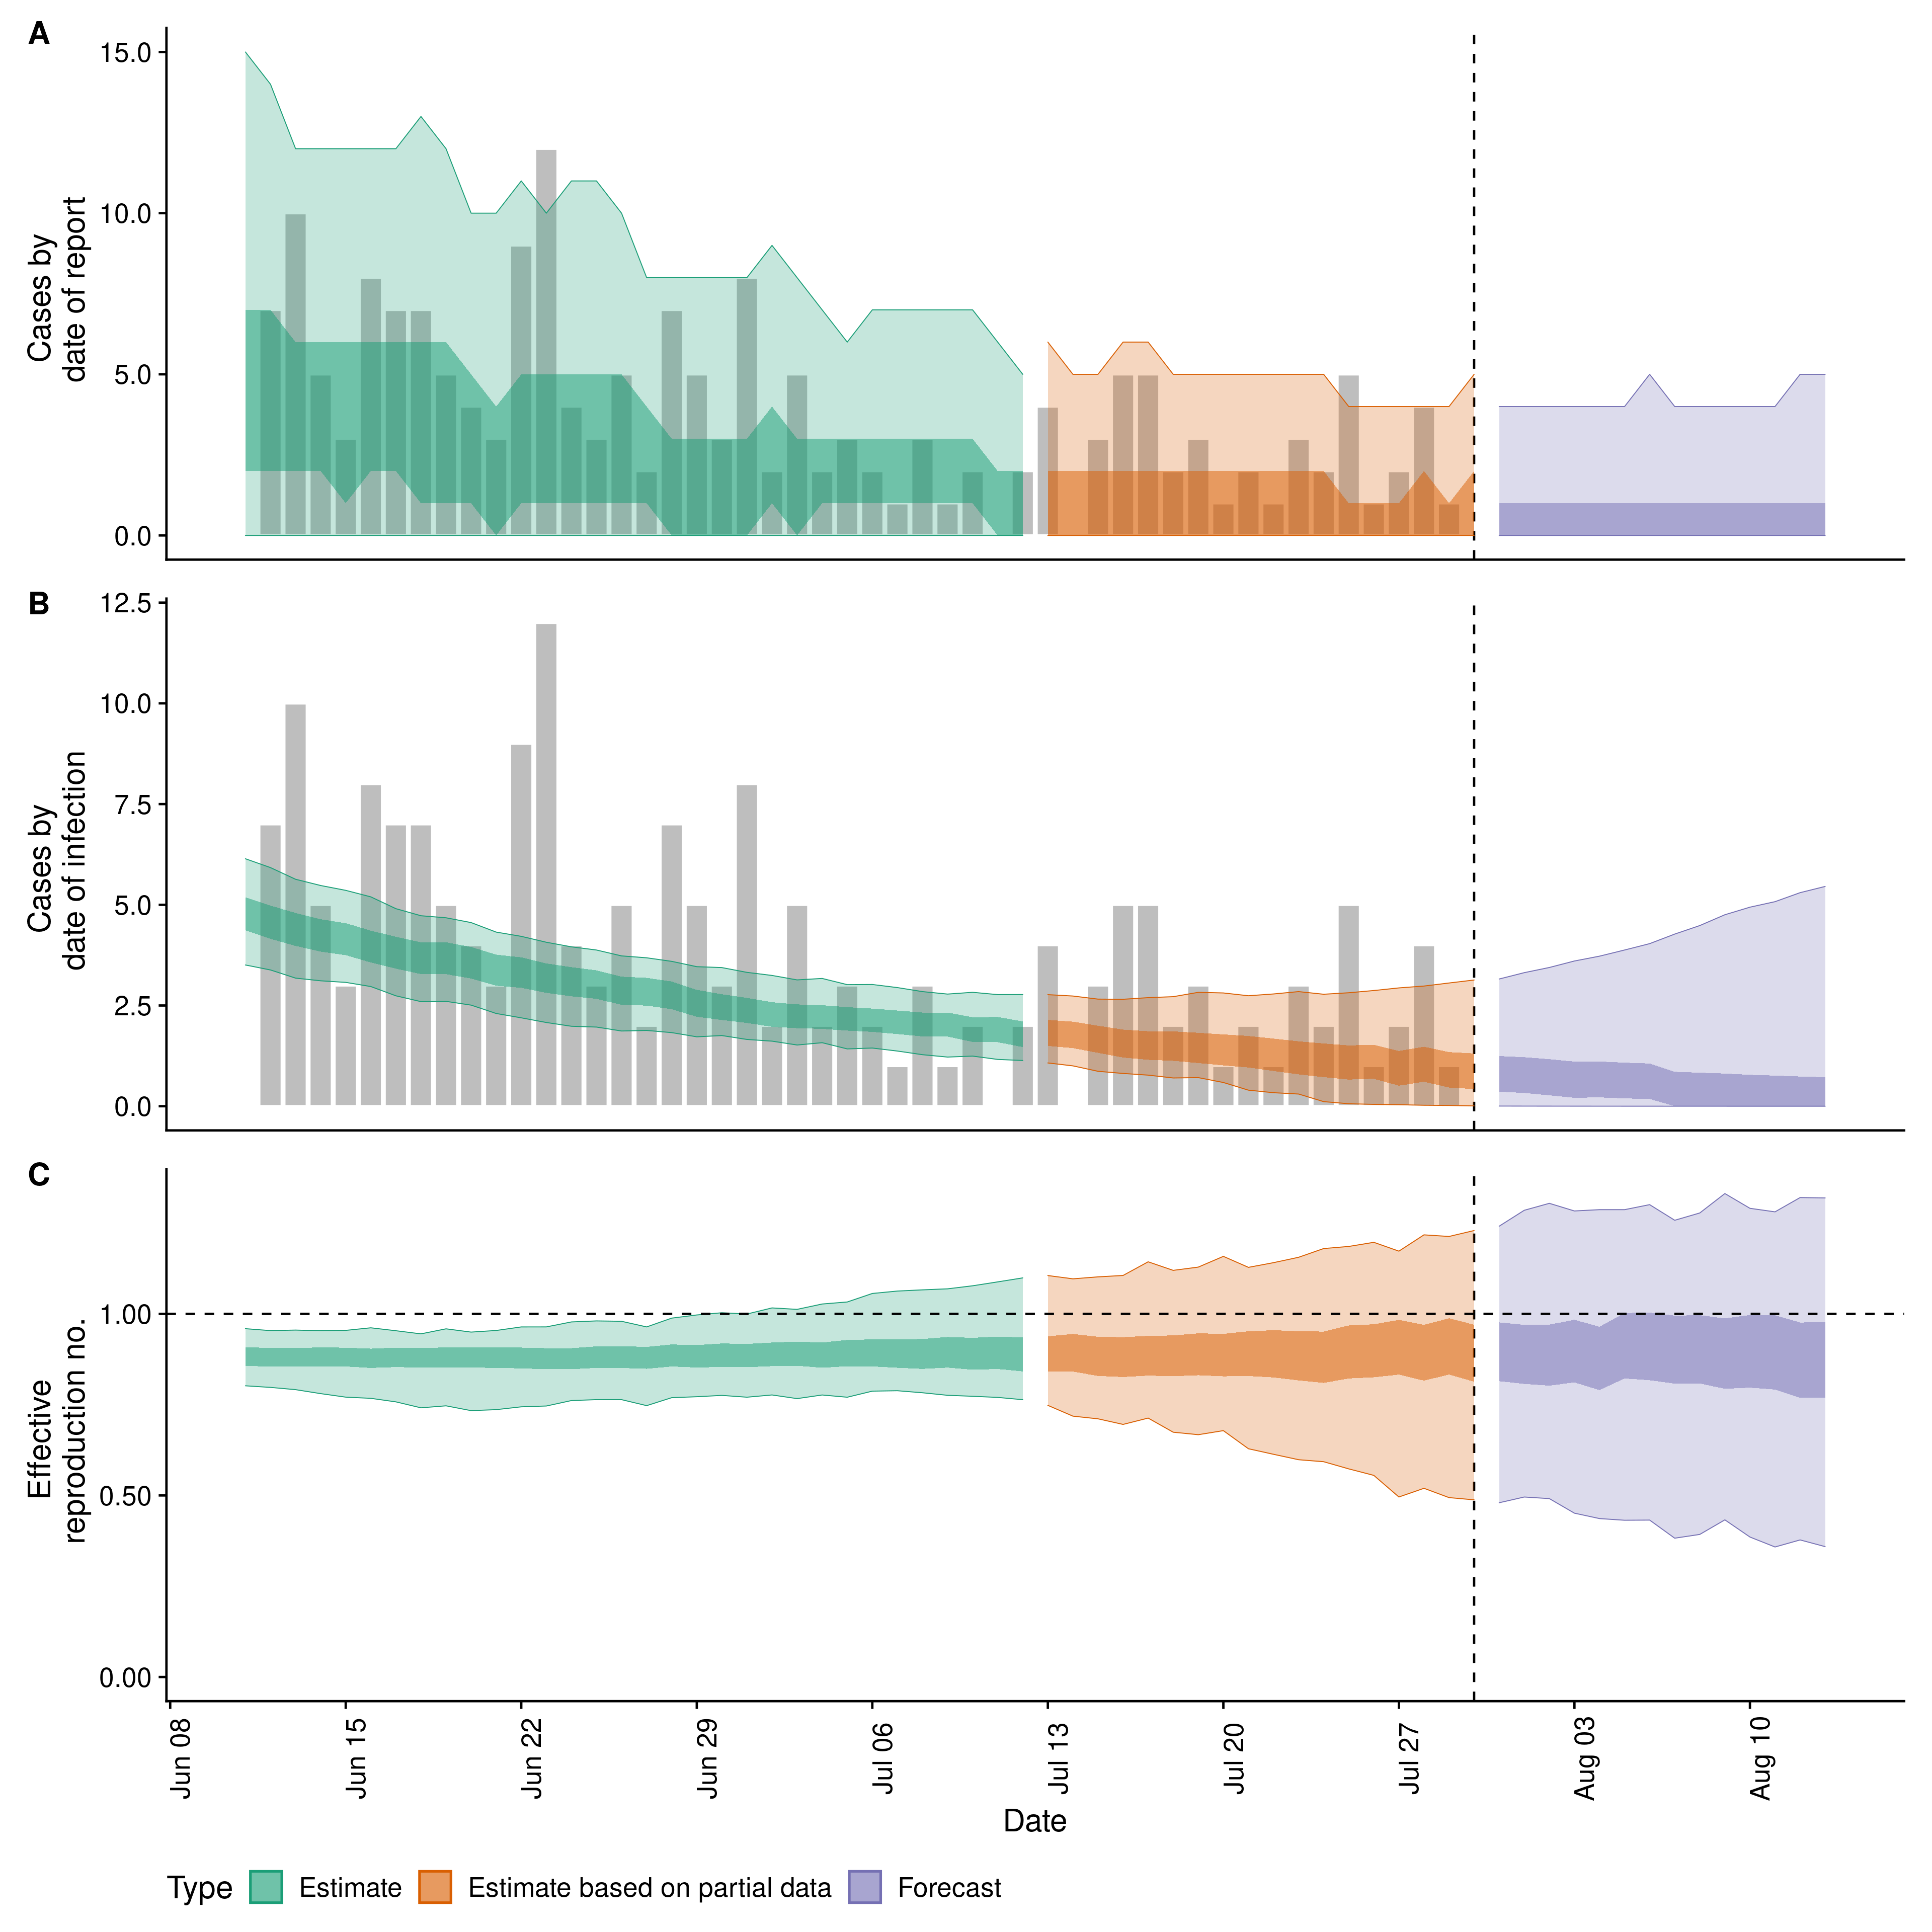 A
Cases by
date of report
15.0
10.0
5.0
0.0
B
Cases by
date of infection
12.5
10.0
7.5
5.0
2.5
0.0
C
Effective
reproduction no.
1.00
0.50
0.00
Jun 08
Jun 15
Jun 22
Jun 29
Jul 06
Jul 13
Jul 20
Jul 27
Aug 03
Aug 10
Date
Type Estimate Estimate based on partial data Forecast